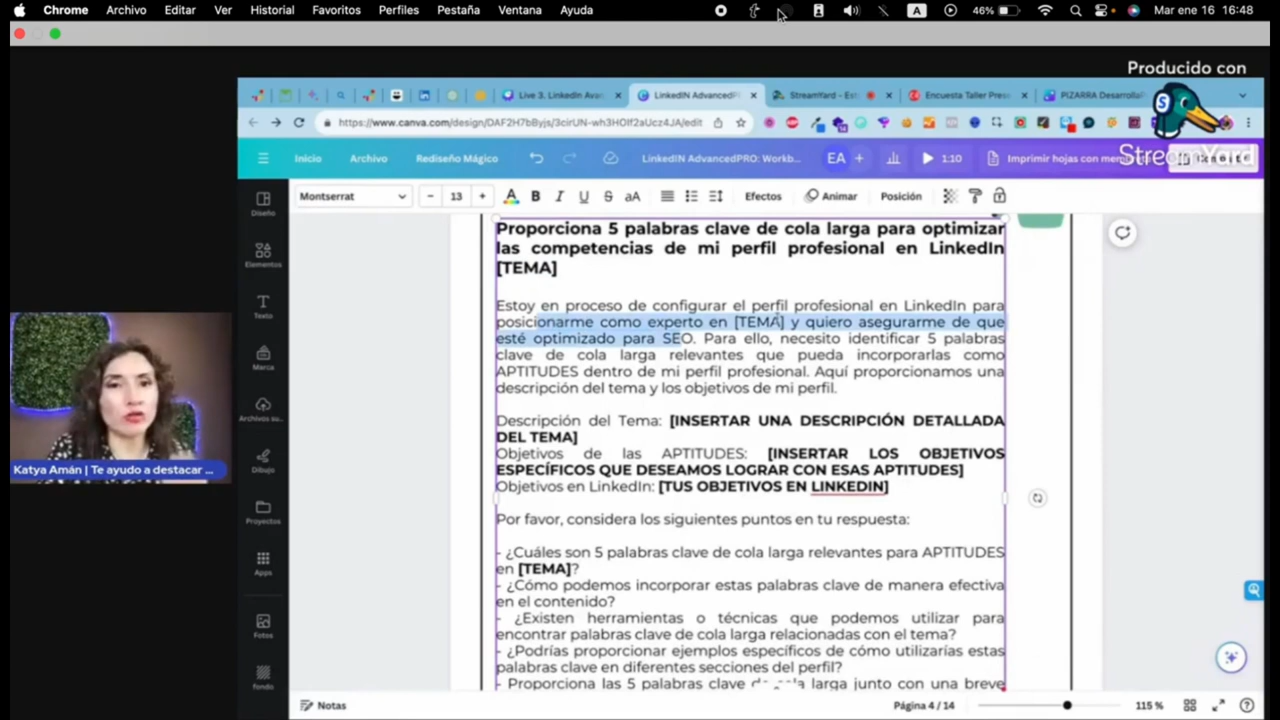 Chrome Archivo Editar Ver Historial Favoritos Perfiles Pestaña Ventana Ayuda
A 46% Mar ene 16 16:48
Producido con
StreamYard
Live 3. LinkedIn Avan
LinkedIN AdvancedP
StreamYard - Es
Encuesta Taller Pres
PIZARRA Desarroll
https://www.canva.com/design/DAF2H7bByjs/3cirUN-wh3HOIf2aUcz4JA/edit
Inicio Archivo Rediseño Mágico LinkedIN AdvancedPRO: Workb... EA + 1:10 Imprimir hojas con mem
Montserrat – 13 + A B I U S aA Efectos Animar Posición
Diseño
Elementos
Texto
Marca
Archivos su...
Dibujo
Proyectos
Apps
Fotos
fondo
Proporciona 5 palabras clave de cola larga para optimizar
las competencias de mi perfil profesional en LinkedIn
[TEMA]
Estoy en proceso de configurar el perfil profesional en LinkedIn para
posicionarme como experto en [TEMA] y quiero asegurarme de que
esté optimizado para SEO. Para ello, necesito identificar 5 palabras
clave de cola larga relevantes que pueda incorporarlas como
APTITUDES dentro de mi perfil profesional. Aquí proporcionamos una
descripción del tema y los objetivos de mi perfil.
Descripción del Tema: [INSERTAR UNA DESCRIPCIÓN DETALLADA
DEL TEMA]
Objetivos de las APTITUDES: [INSERTAR LOS OBJETIVOS
ESPECÍFICOS QUE DESEAMOS LOGRAR CON ESAS APTITUDES]
Objetivos en LinkedIn: [TUS OBJETIVOS EN LINKEDIN]
Por favor, considera los siguientes puntos en tu respuesta:
- ¿Cuáles son 5 palabras clave de cola larga relevantes para APTITUDES
en [TEMA]?
- ¿Cómo podemos incorporar estas palabras clave de manera efectiva
en el contenido?
- ¿Existen herramientas o técnicas que podemos utilizar para
encontrar palabras clave de cola larga relacionadas con el tema?
- ¿Podrías proporcionar ejemplos específicos de cómo utilizarías estas
palabras clave en diferentes secciones del perfil?
- Proporciona las 5 palabras clave de cola larga junto con una breve
Katya Amán | Te ayudo a destacar ...
Notas Página 4 / 14 115 %